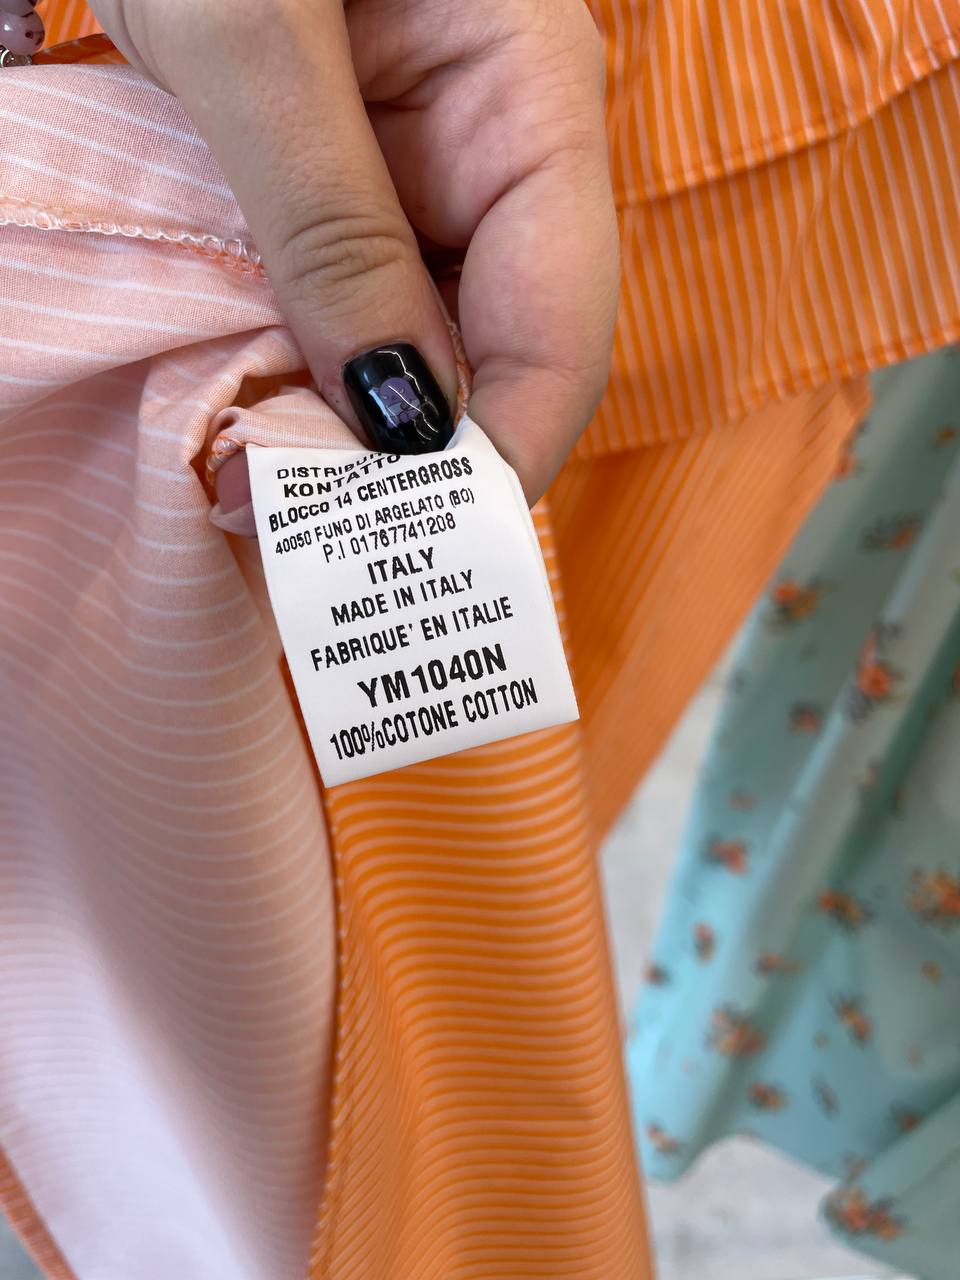 KONTATTO
BLOCCO 14 CENTERGROSS
40050 FUNO DI ARGELATO (BO)
P.I 01767741208
ITALY
MADE IN ITALY
FABRIQUE' EN ITALIE
YM1040N
100%COTONE COTTON